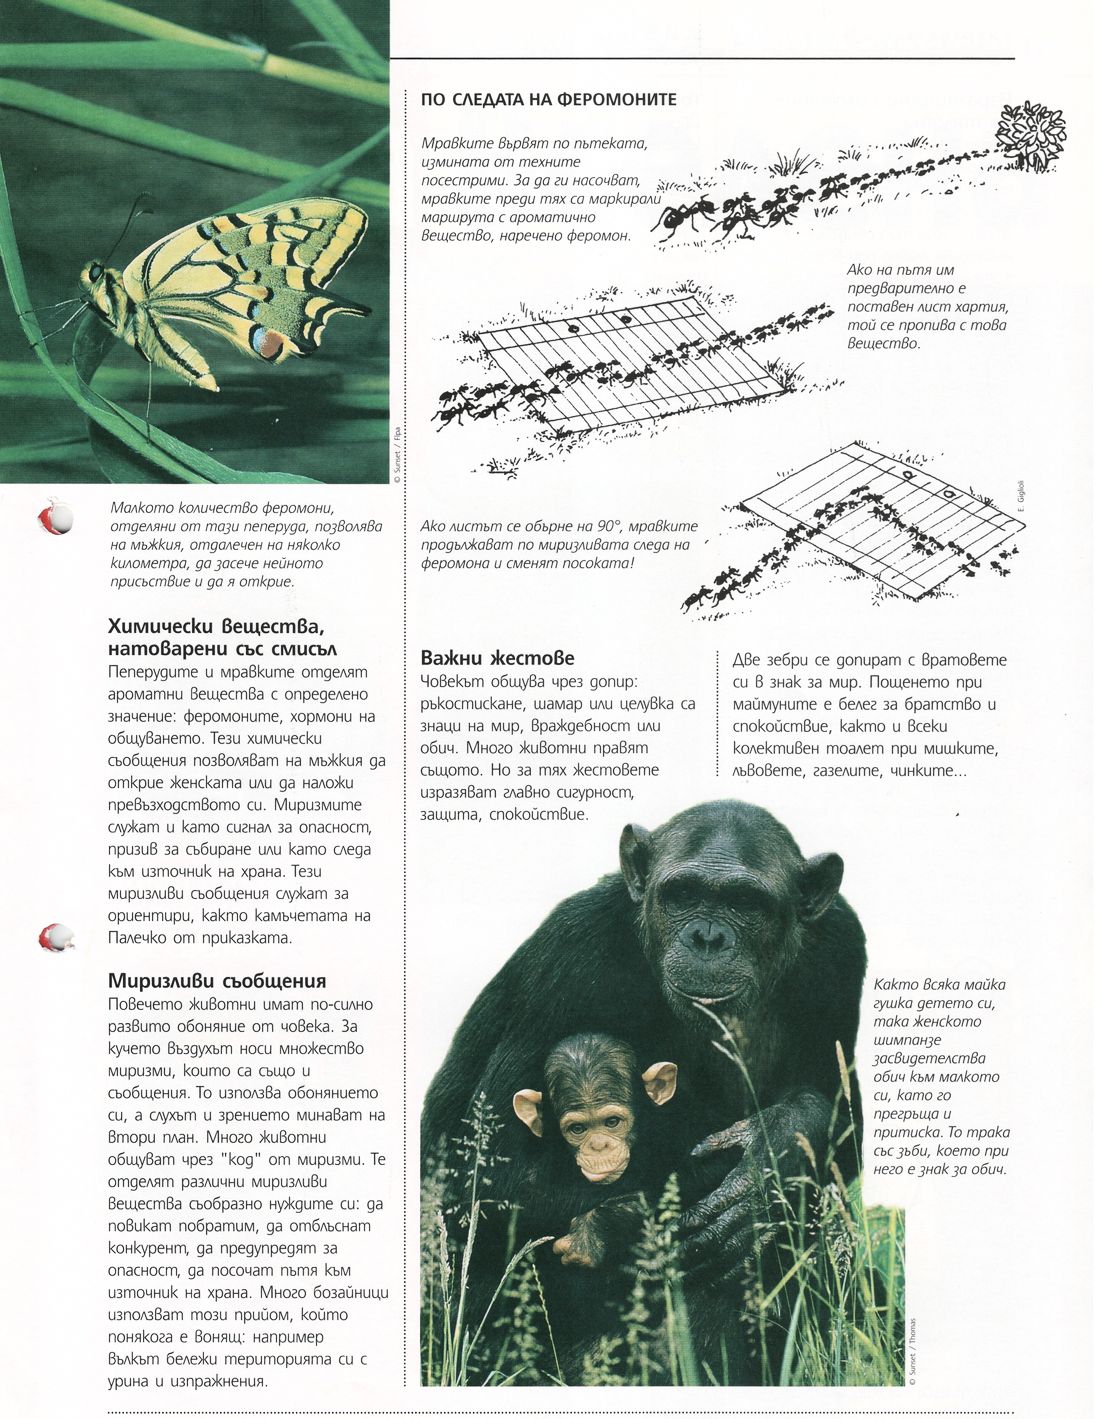 ПО СЛЕДАТА НА ФЕРОМОНИТЕ
Мравките вървят по пътеката,
измината от техните
посестрими. За да ги насочват,
мравките преди тях са маркирали
маршрута с ароматично
вещество, наречено феромон.
Ако на пътя им
предварително е
поставен лист хартия,
той се пропива с това
вещество.
Ако листът се обърне на 90°, мравките
продължават по миризливата следа на
феромона и сменят посоката!
E. Giglioli
© Sunset / Flpa
Малкото количество феромони,
отделяни от тази пеперуда, позволява
на мъжкия, отдалечен на няколко
километра, да засече нейното
присъствие и да я открие.
Химически вещества,
натоварени със смисъл
Пеперудите и мравките отделят
ароматни вещества с определено
значение: феромоните, хормони на
общуването. Тези химически
съобщения позволяват на мъжкия да
открие женската или да наложи
превъзходството си. Миризмите
служат и като сигнал за опасност,
призив за събиране или като следа
към източник на храна. Тези
миризливи съобщения служат за
ориентири, както камъчетата на
Палечко от приказката.
Миризливи съобщения
Повечето животни имат по-силно
развито обоняние от човека. За
кучето въздухът носи множество
миризми, които са също и
съобщения. То използва обонянието
си, а слухът и зрението минават на
втори план. Много животни
общуват чрез "код" от миризми. Те
отделят различни миризливи
вещества съобразно нуждите си: да
повикат побратим, да отблъснат
конкурент, да предупредят за
опасност, да посочат пътя към
източник на храна. Много бозайници
използват този прийом, който
понякога е вонящ: например
вълкът бележи територията си с
урина и изпражнения.
Важни жестове
Човекът общува чрез допир:
ръкостискане, шамар или целувка са
знаци на мир, враждебност или
обич. Много животни правят
същото. Но за тях жестовете
изразяват главно сигурност,
защита, спокойствие.
Две зебри се допират с вратовете
си в знак за мир. Пощенето при
маймуните е белег за братство и
спокойствие, както и всеки
колективен тоалет при мишките,
лъвовете, газелите, чинките...
Както всяка майка
гушка детето си,
така женското
шимпанзе
засвидетелства
обич към малкото
си, като го
прегръща и
притиска. То трака
със зъби, което при
него е знак за обич.
© Sunset / Thomas